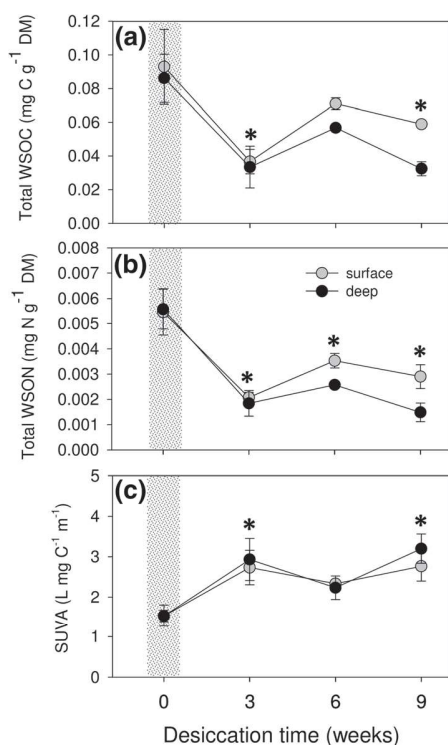 (a)
Total WSOC (mg C g⁻¹ DM)
0.12
0.10
0.08
0.06
0.04
0.02
0.00
*
*
(b)
Total WSON (mg N g⁻¹ DM)
0.008
0.007
0.006
0.005
0.004
0.003
0.002
0.001
0.000
surface
deep
*
*
*
(c)
SUVA (L mg C⁻¹ m⁻¹)
5
4
3
2
1
0
*
*
0 3 6 9
Desiccation time (weeks)